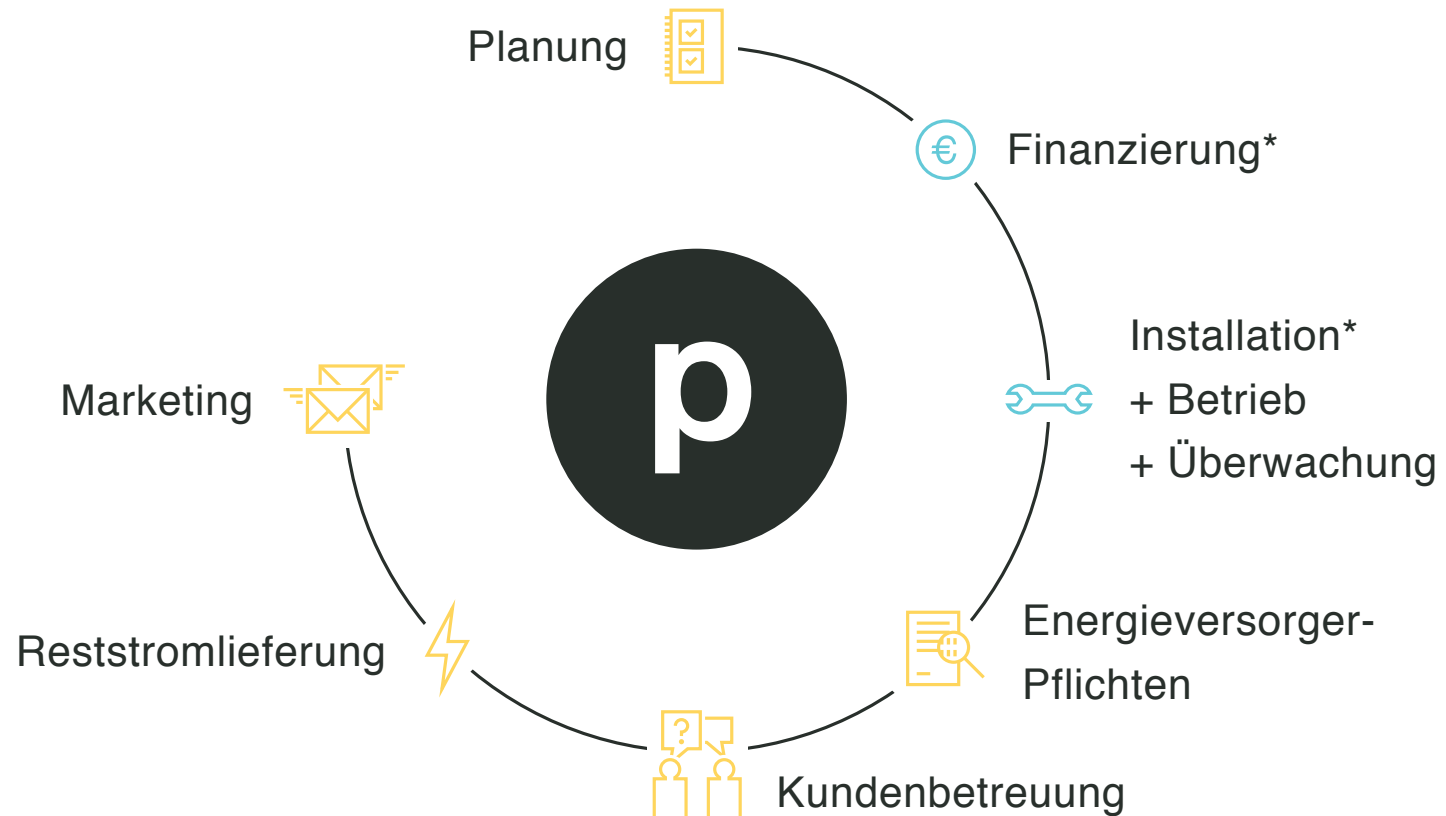 Planung
€
Finanzierung*
Installation*
+ Betrieb
+ Überwachung
p
Marketing
Energieversorger-
Pflichten
Reststromlieferung
?
Kundenbetreuung